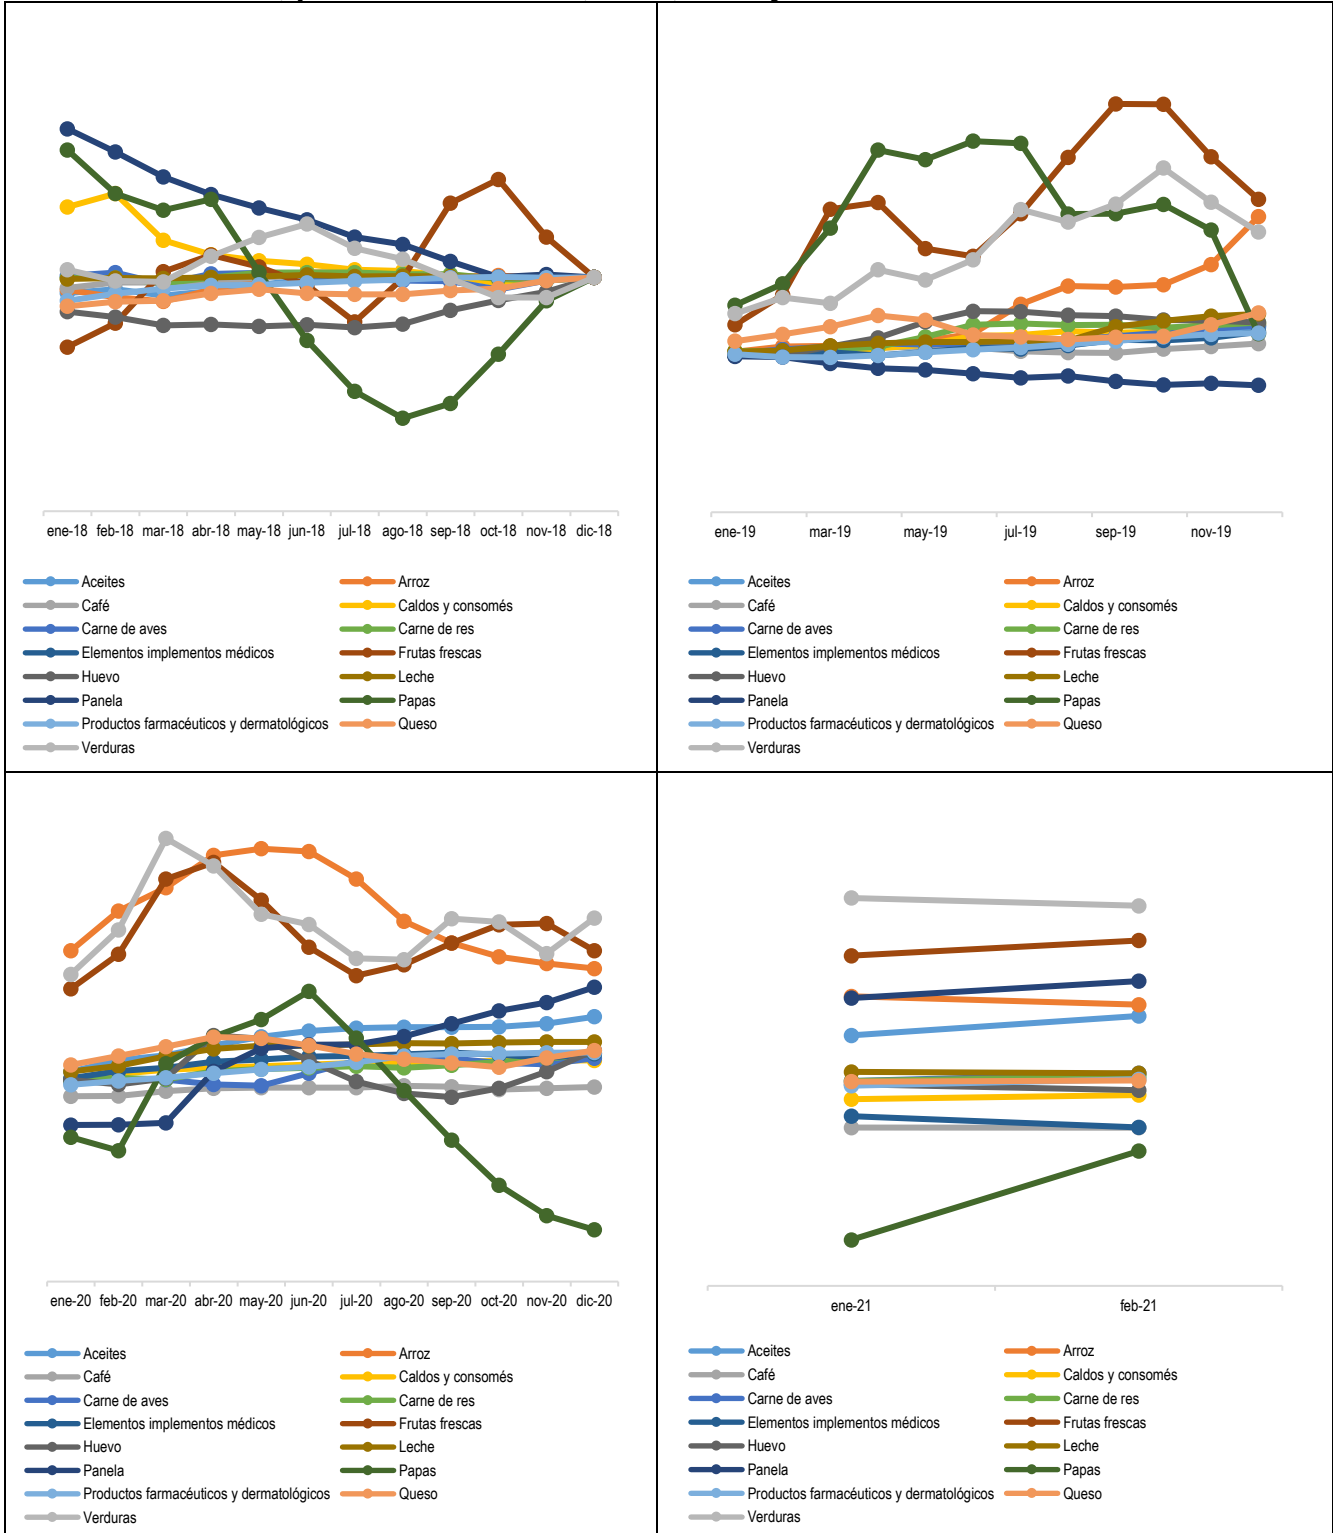 ene-18 feb-18 mar-18 abr-18 may-18 jun-18 jul-18 ago-18 sep-18 oct-18 nov-18 dic-18
Aceites Arroz
Café Caldos y consomés
Carne de aves Carne de res
Elementos implementos médicos Frutas frescas
Huevo Leche
Panela Papas
Productos farmacéuticos y dermatológicos Queso
Verduras
ene-19 mar-19 may-19 jul-19 sep-19 nov-19
Aceites Arroz
Café Caldos y consomés
Carne de aves Carne de res
Elementos implementos médicos Frutas frescas
Huevo Leche
Panela Papas
Productos farmacéuticos y dermatológicos Queso
Verduras
ene-20 feb-20 mar-20 abr-20 may-20 jun-20 jul-20 ago-20 sep-20 oct-20 nov-20 dic-20
Aceites Arroz
Café Caldos y consomés
Carne de aves Carne de res
Elementos implementos médicos Frutas frescas
Huevo Leche
Panela Papas
Productos farmacéuticos y dermatológicos Queso
Verduras
ene-21 feb-21
Aceites Arroz
Café Caldos y consomés
Carne de aves Carne de res
Elementos implementos médicos Frutas frescas
Huevo Leche
Panela Papas
Productos farmacéuticos y dermatológicos Queso
Verduras